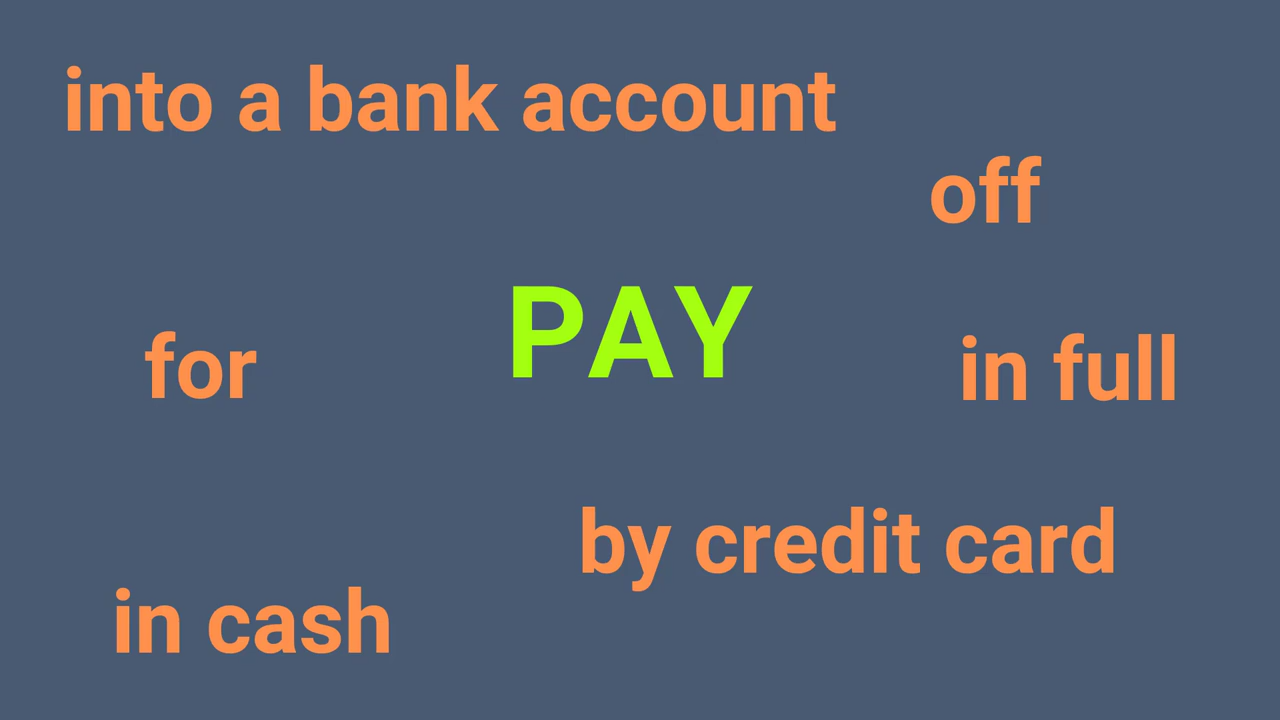 into a bank account
off
PAY
for
in full
by credit card
in cash